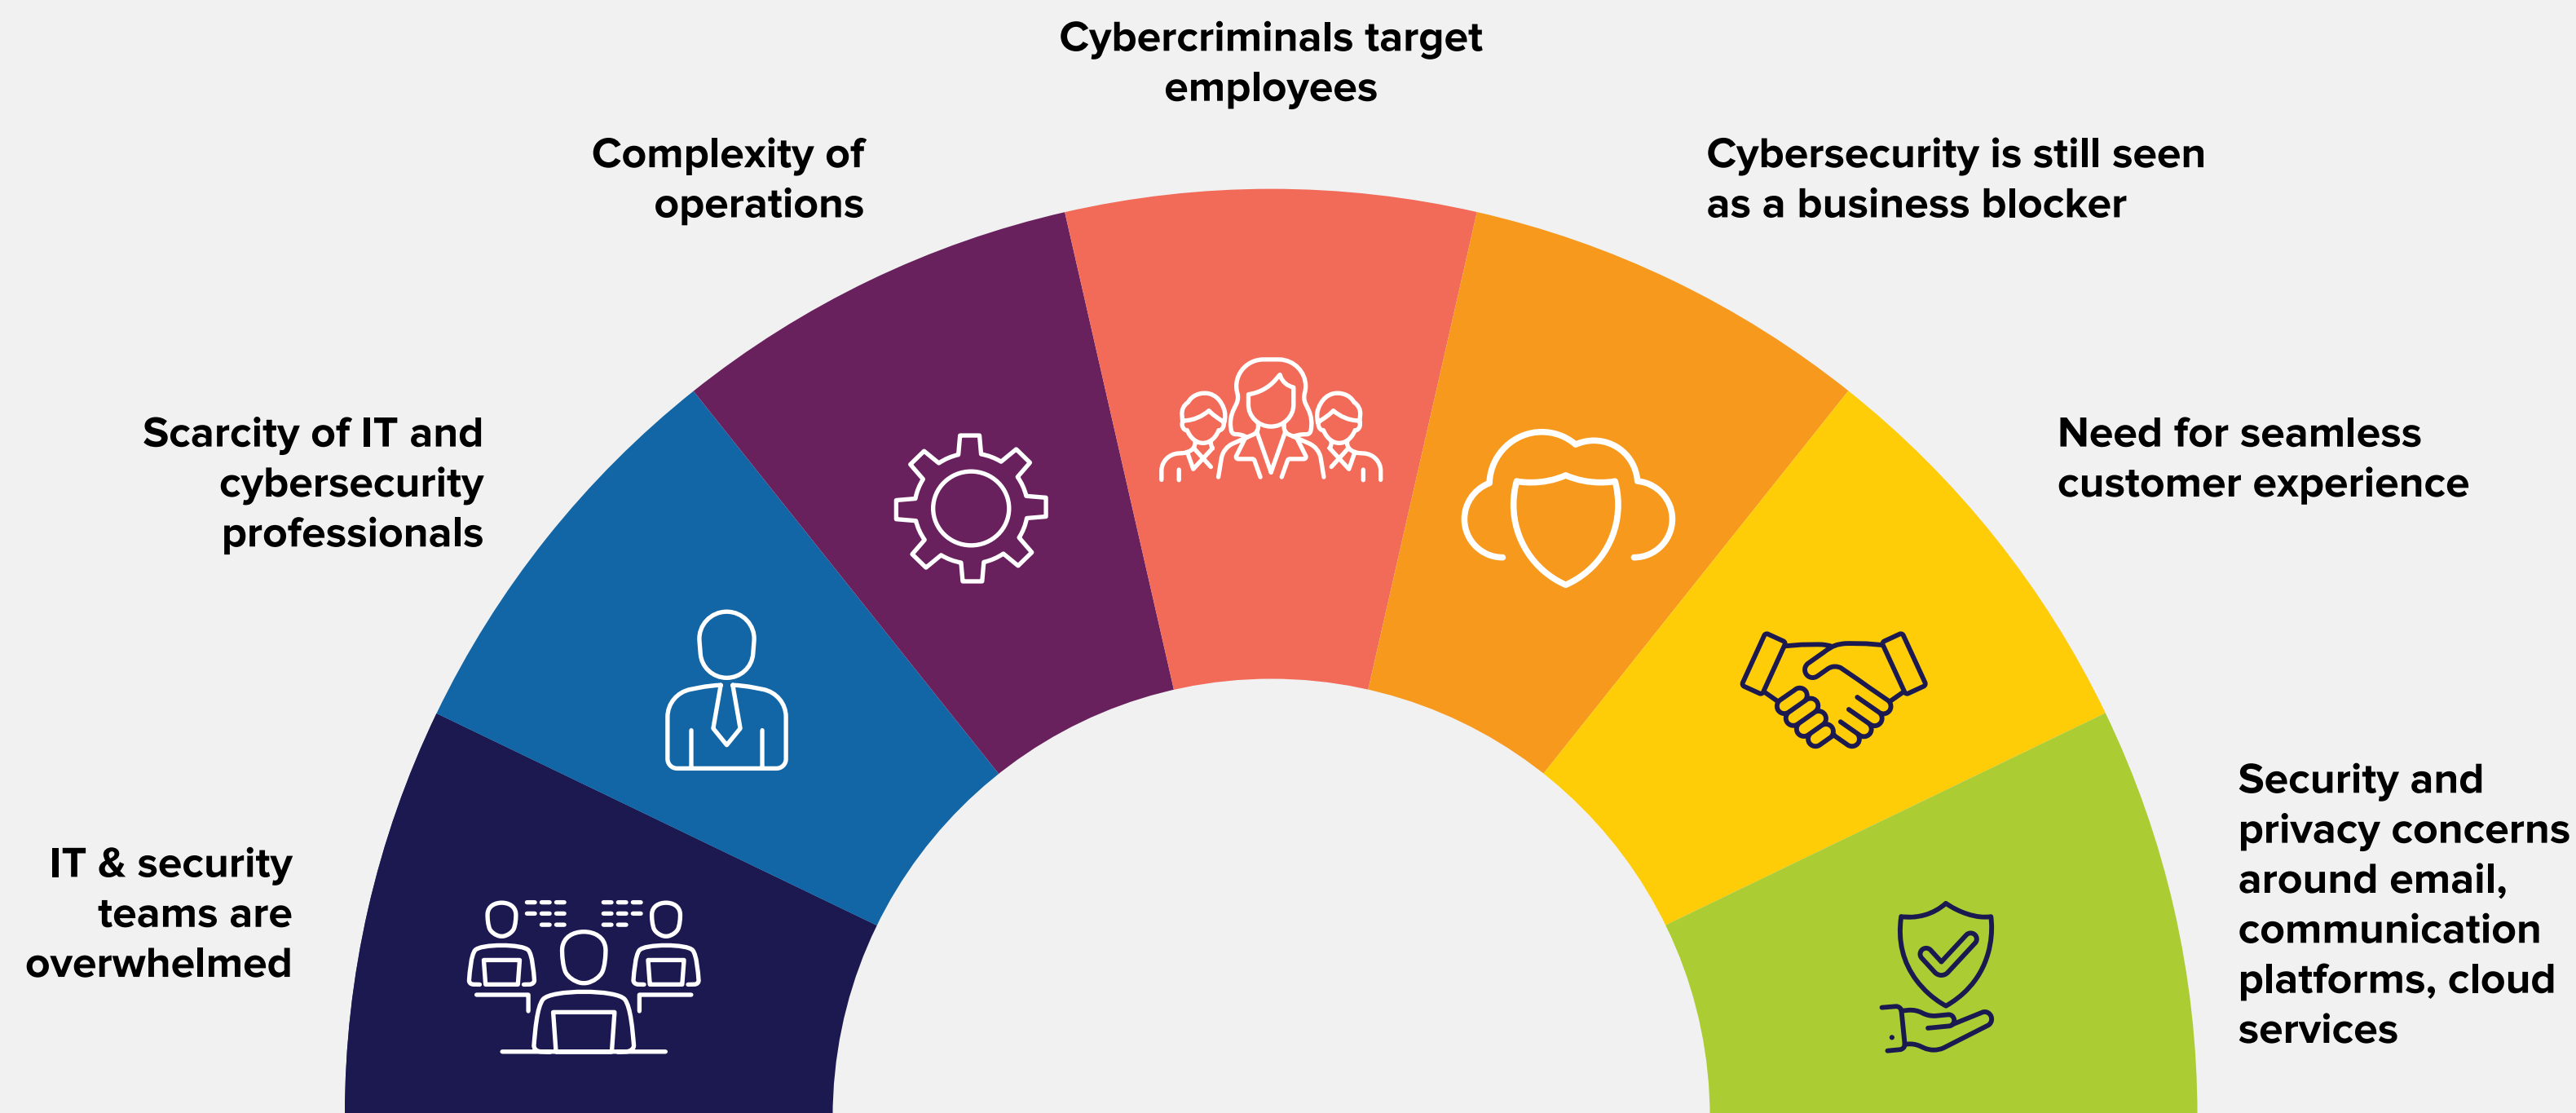 Cybercriminals target
employees
Complexity of
operations
Cybersecurity is still seen
as a business blocker
Scarcity of IT and
cybersecurity
professionals
Need for seamless
customer experience
IT & security
teams are
overwhelmed
Security and
privacy concerns
around email,
communication
platforms, cloud
services